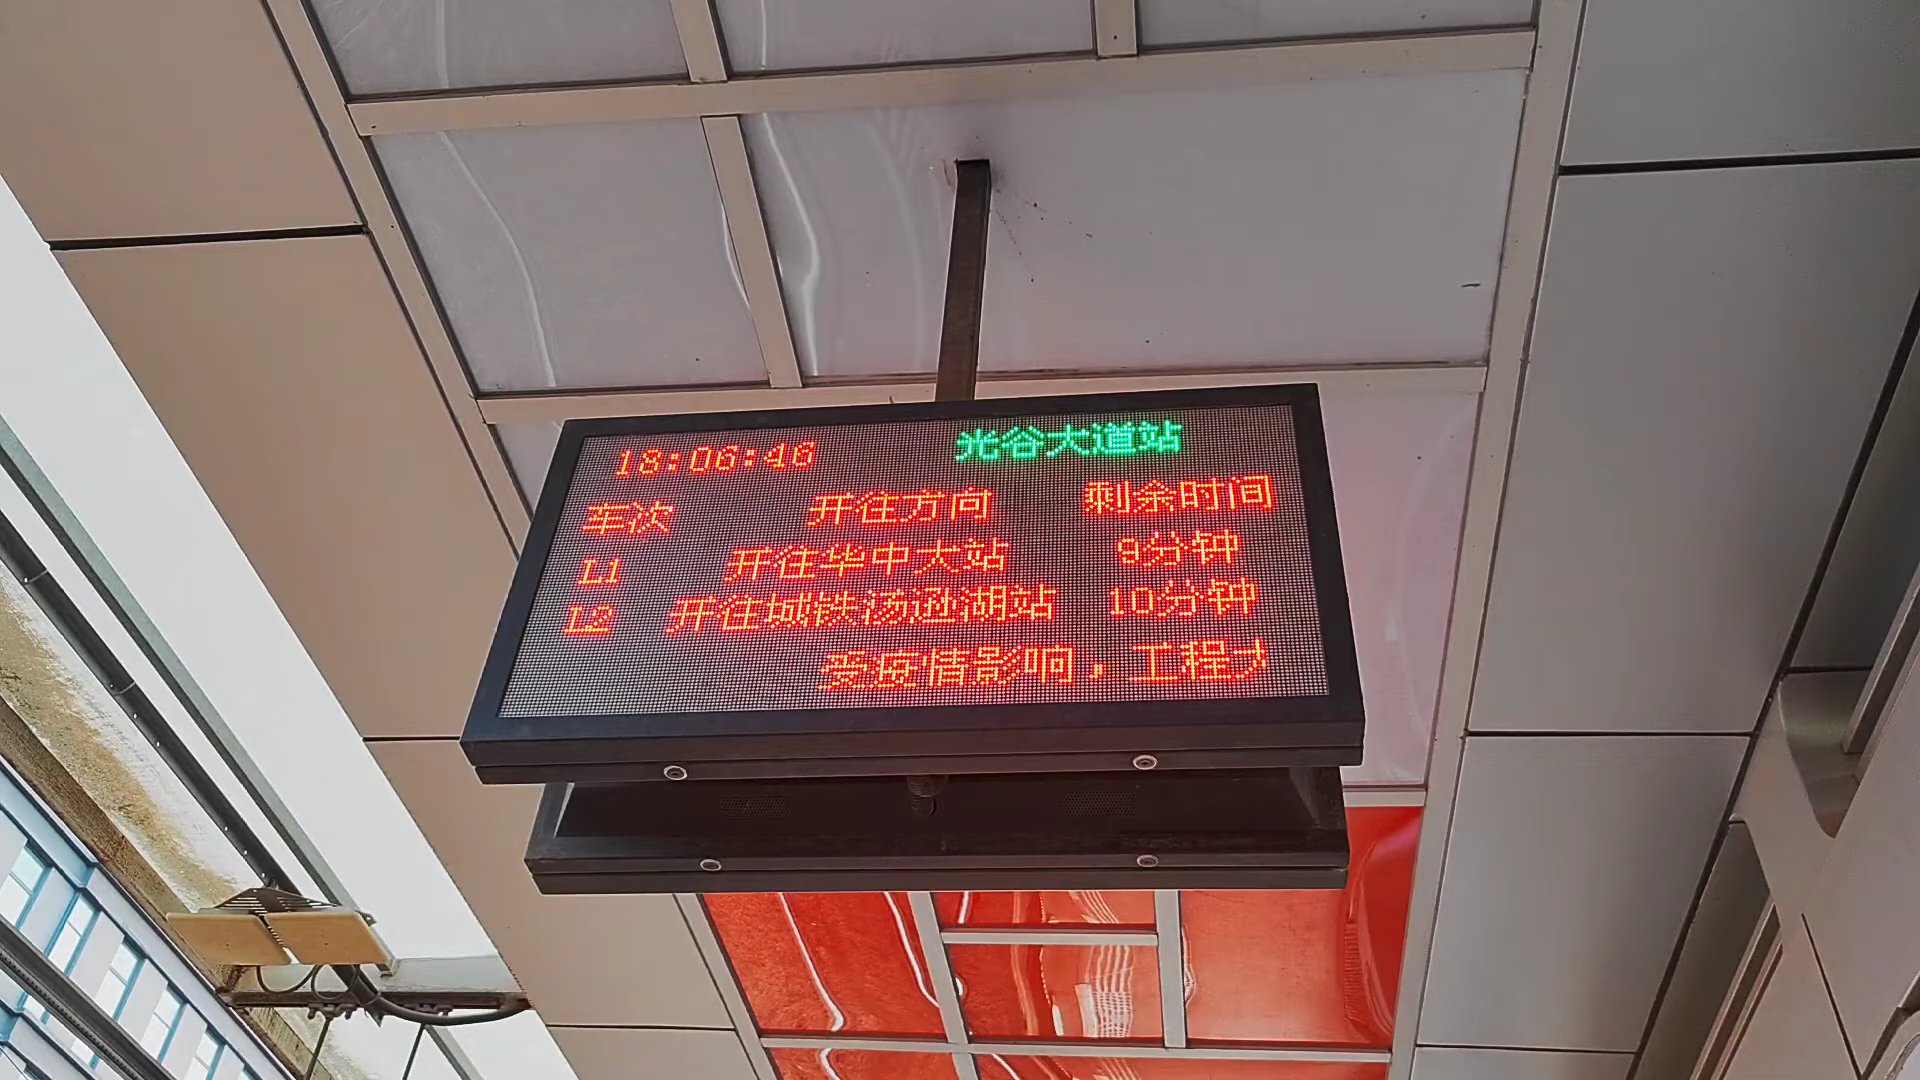 18:06:46 光谷大道站
车次 开往方向 剩余时间
L1 开往华中大站 9分钟
L2 开往城铁汤逊湖站 10分钟
受疫情影响，工程